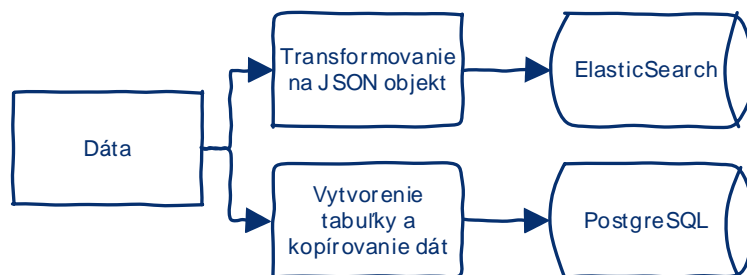 Transformovanie
na JSON objekt
ElasticSearch
Dáta
Vytvorenie
tabuľky a
kopírovanie dát
PostgreSQL